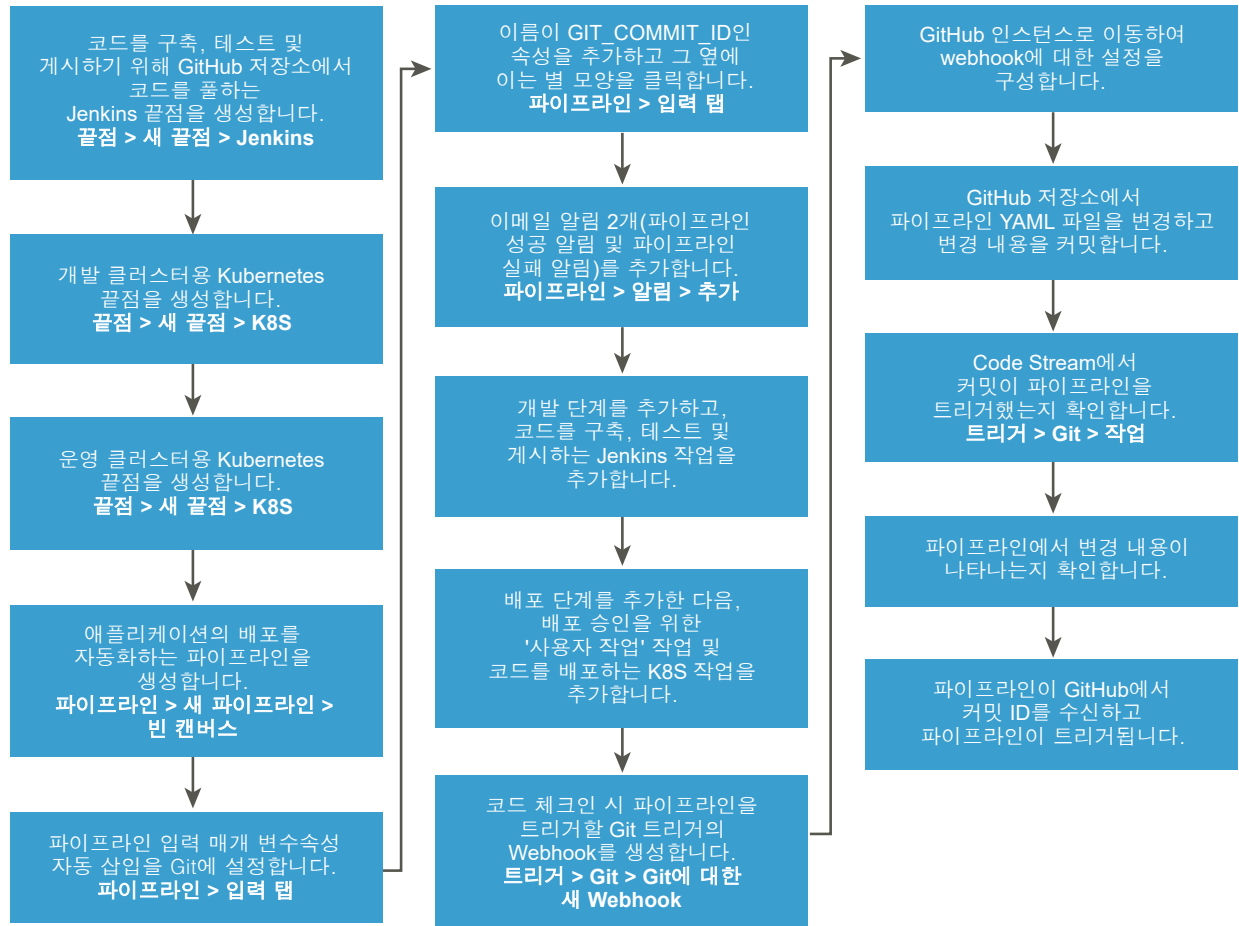 코드를 구축, 테스트 및
게시하기 위해 GitHub 저장소에서
코드를 풀하는
Jenkins 끝점을 생성합니다.
끝점 > 새 끝점 > Jenkins
개발 클러스터용 Kubernetes
끝점을 생성합니다.
끝점 > 새 끝점 > K8S
운영 클러스터용 Kubernetes
끝점을 생성합니다.
끝점 > 새 끝점 > K8S
애플리케이션의 배포를
자동화하는 파이프라인을
생성합니다.
파이프라인 > 새 파이프라인 >
빈 캔버스
파이프라인 입력 매개 변수속성
자동 삽입을 Git에 설정합니다.
파이프라인 > 입력 탭
이름이 GIT_COMMIT_ID인
속성을 추가하고 그 옆에
이는 별 모양을 클릭합니다.
파이프라인 > 입력 탭
이메일 알림 2개(파이프라인
성공 알림 및 파이프라인
실패 알림)를 추가합니다.
파이프라인 > 알림 > 추가
개발 단계를 추가하고,
코드를 구축, 테스트 및
게시하는 Jenkins 작업을
추가합니다.
배포 단계를 추가한 다음,
배포 승인을 위한
'사용자 작업' 작업 및
코드를 배포하는 K8S 작업을
추가합니다.
코드 체크인 시 파이프라인을
트리거할 Git 트리거의
Webhook를 생성합니다.
트리거 > Git > Git에 대한
새 Webhook
GitHub 인스턴스로 이동하여
webhook에 대한 설정을
구성합니다.
GitHub 저장소에서
파이프라인 YAML 파일을 변경하고
변경 내용을 커밋합니다.
Code Stream에서
커밋이 파이프라인을
트리거했는지 확인합니다.
트리거 > Git > 작업
파이프라인에서 변경 내용이
나타나는지 확인합니다.
파이프라인이 GitHub에서
커밋 ID를 수신하고
파이프라인이 트리거됩니다.